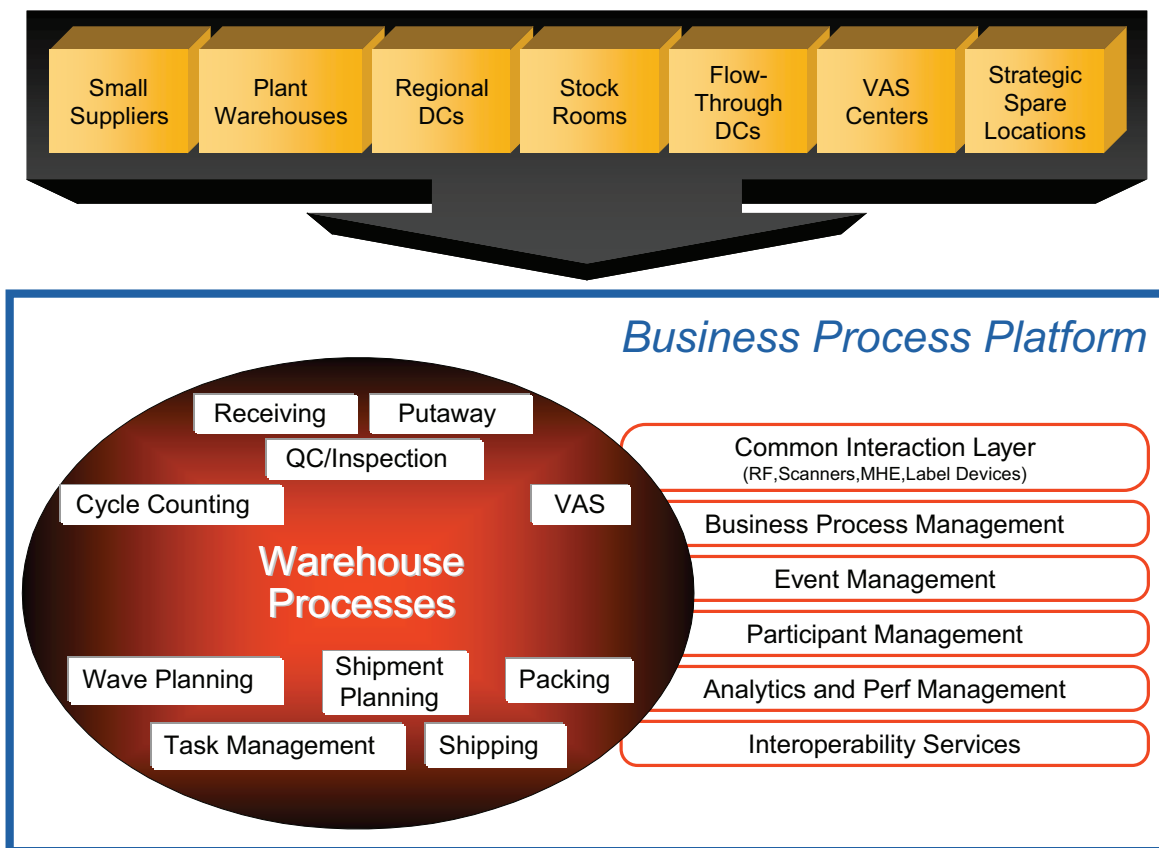 Small
Suppliers
Plant
Warehouses
Regional
DCs
Stock
Rooms
Flow-
Through
DCs
VAS
Centers
Strategic
Spare
Locations
Business Process Platform
Receiving
Putaway
QC/Inspection
Cycle Counting
VAS
Warehouse
Processes
Wave Planning
Shipment
Planning
Packing
Task Management
Shipping
Common Interaction Layer
(RF,Scanners,MHE,Label Devices)
Business Process Management
Event Management
Participant Management
Analytics and Perf Management
Interoperability Services